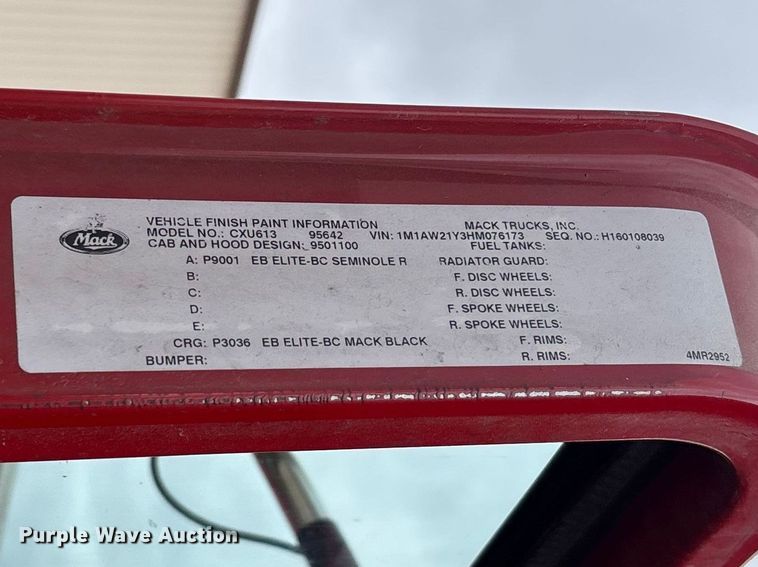 Mack
VEHICLE FINISH PAINT INFORMATION MACK TRUCKS, INC.
MODEL NO.: CXU613 95642 VIN: 1M1AW21Y3HM076173 SEQ. NO.: H160108039
CAB AND HOOD DESIGN: 9501100 FUEL TANKS:
A: P9001 EB ELITE-BC SEMINOLE R RADIATOR GUARD:
B: F. DISC WHEELS:
C: R. DISC WHEELS:
D: F. SPOKE WHEELS:
E: R. SPOKE WHEELS:
CRG: P3036 EB ELITE-BC MACK BLACK F. RIMS:
BUMPER: R. RIMS: 4MR2952
Purple Wave Auction